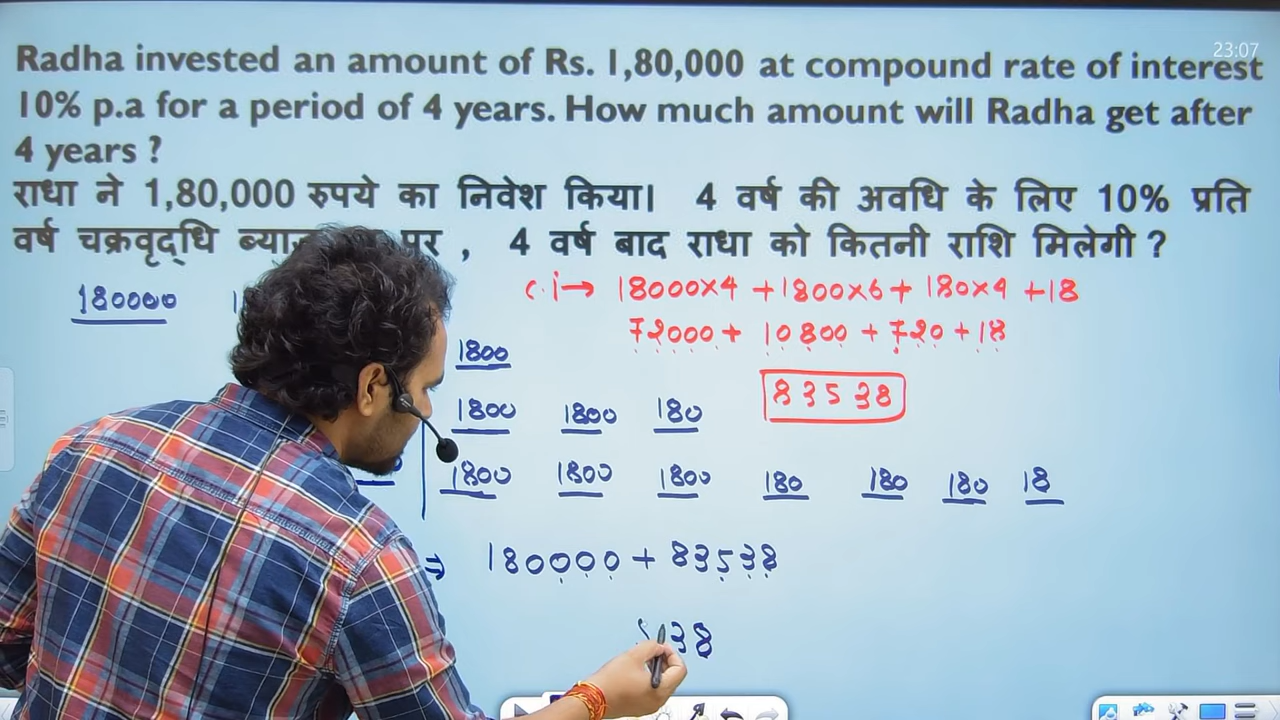 23:07
Radha invested an amount of Rs. 1,80,000 at compound rate of interest
10% p.a for a period of 4 years. How much amount will Radha get after
4 years ?
राधा ने 1,80,000 रुपये का निवेश किया। 4 वर्ष की अवधि के लिए 10% प्रति
वर्ष चक्रवृद्धि पर , 4 वर्ष बाद राधा को कितनी राशि मिलेगी ?
180000
C.i → 18000×4 + 1800×6 + 180×4 + 18
72000 + 10800 + 720 + 18
1800
83538
1800 1800 180
1800 1800 1800 180 180 180 18
⇒ 180000 + 83538
38